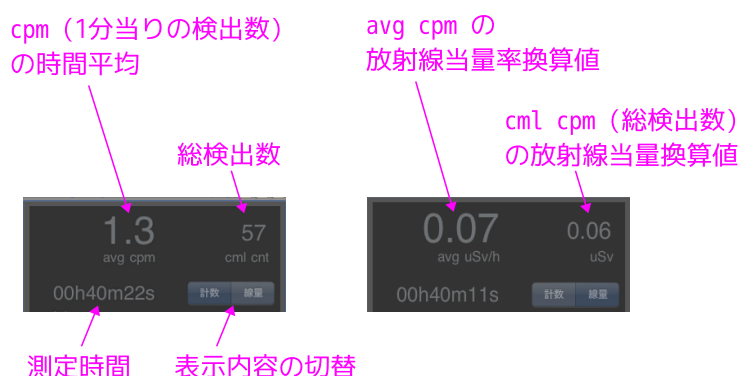 cpm (1分当りの検出数)
の時間平均
総検出数
1.3
avg cpm
57
cml cnt
00h40m22s
計数
線量
測定時間
表示内容の切替
avg cpm の
放射線当量率換算値
cml cpm (総検出数)
の放射線当量換算値
0.07
avg uSv/h
0.06
uSv
00h40m11s
計数
線量